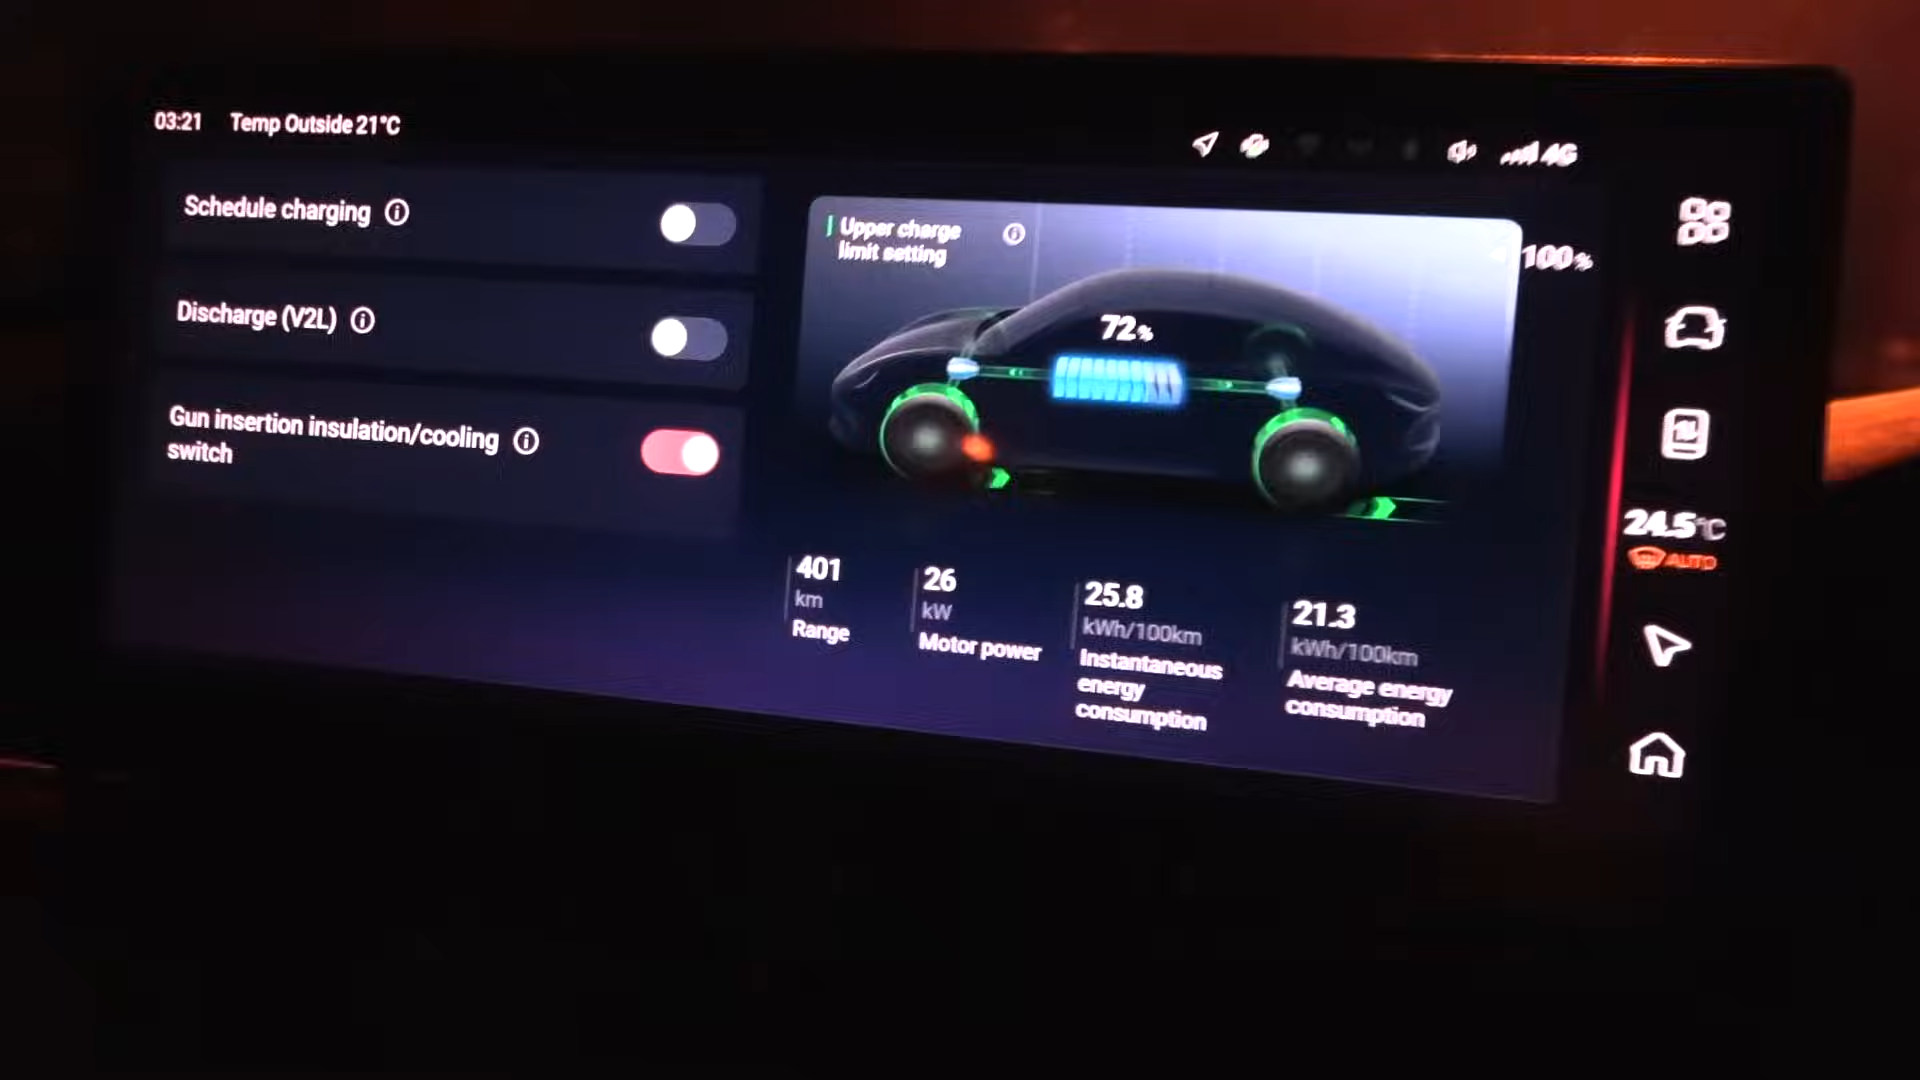 03:21 Temp Outside 21°C
4G
Schedule charging
Discharge (V2L)
Gun insertion insulation/cooling
switch
Upper charge
limit setting
100%
72%
401
km
Range
26
kW
Motor power
25.8
kWh/100km
Instantaneous
energy
consumption
21.3
kWh/100km
Average energy
consumption
24.5°C
AUTO